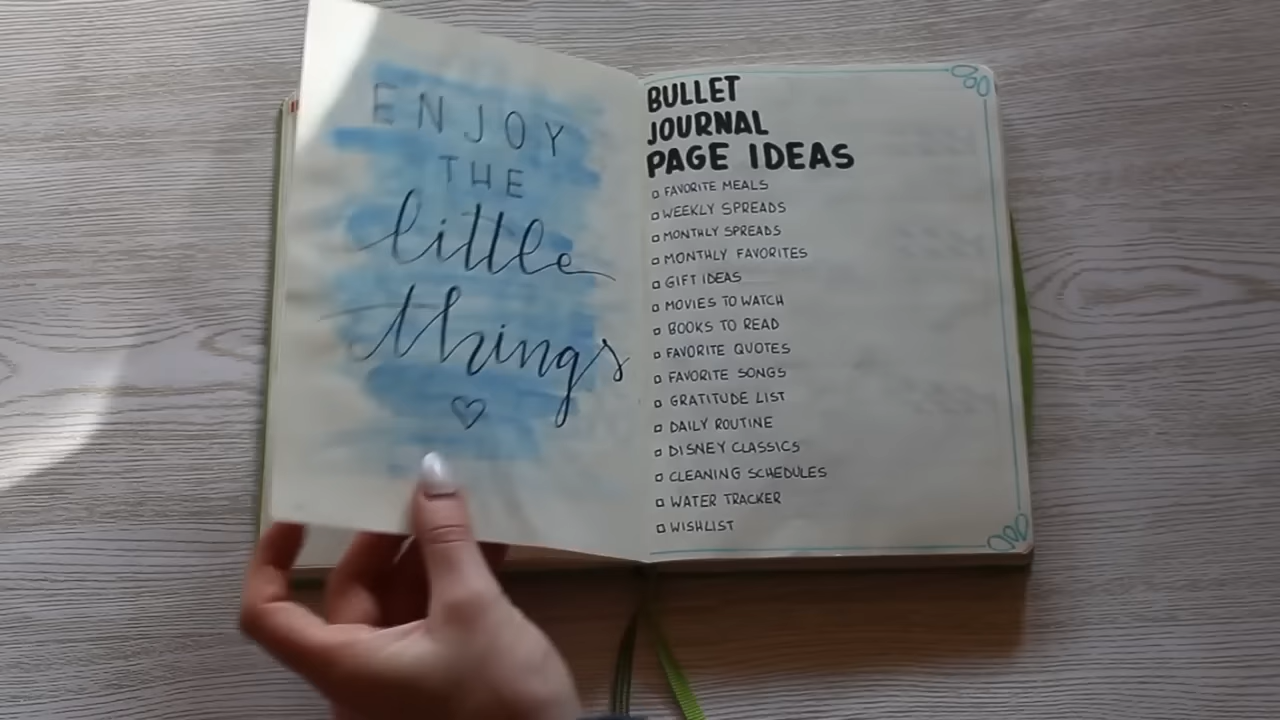 ENJOY
THE
little
things
BULLET
JOURNAL
PAGE IDEAS
FAVORITE MEALS
WEEKLY SPREADS
MONTHLY SPREADS
MONTHLY FAVORITES
GIFT IDEAS
MOVIES TO WATCH
BOOKS TO READ
FAVORITE QUOTES
FAVORITE SONGS
GRATITUDE LIST
DAILY ROUTINE
DISNEY CLASSICS
CLEANING SCHEDULES
WATER TRACKER
WISHLIST